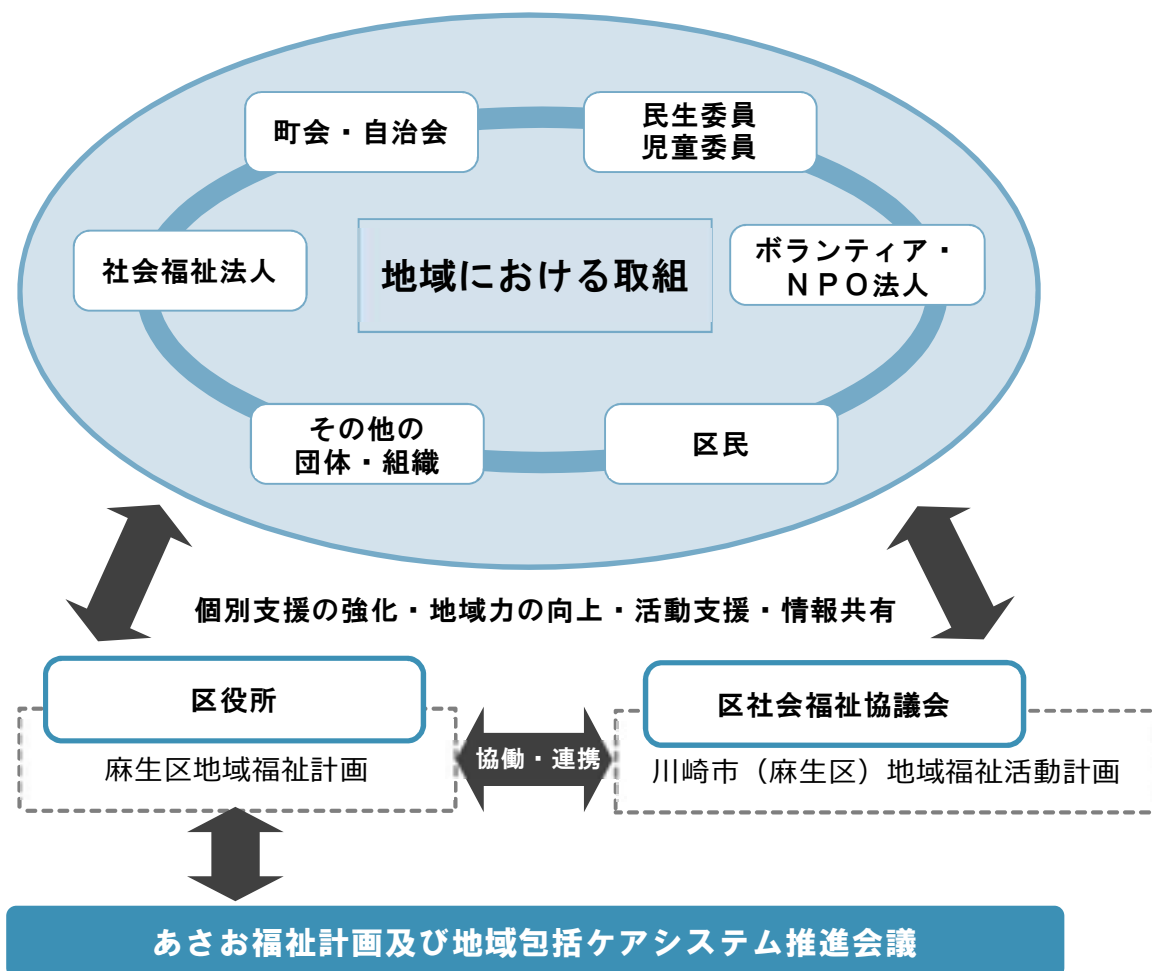 町会・自治会
民生委員
児童委員
社会福祉法人
地域における取組
ボランティア・
ＮＰＯ法人
その他の
団体・組織
区民
個別支援の強化・地域力の向上・活動支援・情報共有
区役所
区社会福祉協議会
協働・連携
麻生区地域福祉計画
川崎市（麻生区）地域福祉活動計画
あさお福祉計画及び地域包括ケアシステム推進会議